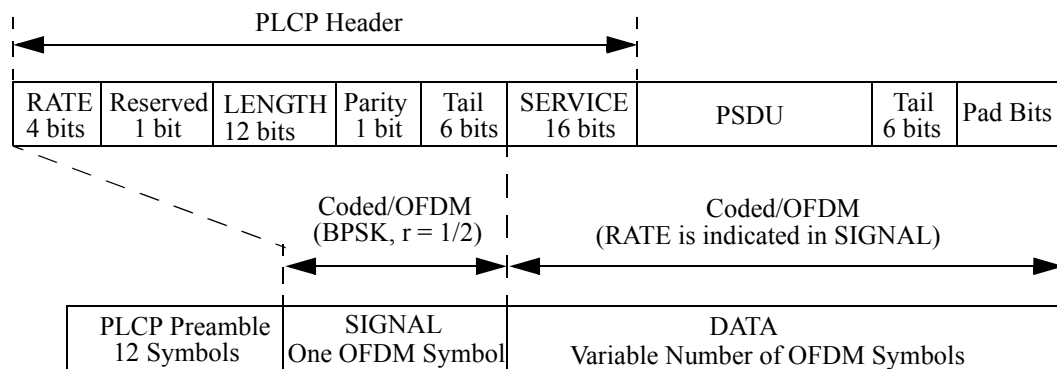 PLCP Header
RATE Reserved LENGTH Parity Tail SERVICE PSDU Tail Pad Bits
4 bits 1 bit 12 bits 1 bit 6 bits 16 bits 6 bits
Coded/OFDM Coded/OFDM
(BPSK, r = 1/2) (RATE is indicated in SIGNAL)
PLCP Preamble SIGNAL DATA
12 Symbols One OFDM Symbol Variable Number of OFDM Symbols